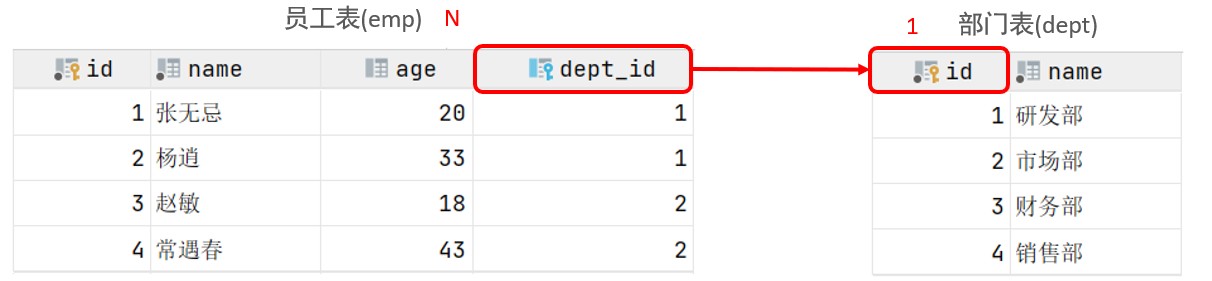 员工表(emp) N 1 部门表(dept)
id name age dept_id id name
1 张无忌 20 1 1 研发部
2 杨逍 33 1 2 市场部
3 赵敏 18 2 3 财务部
4 常遇春 43 2 4 销售部